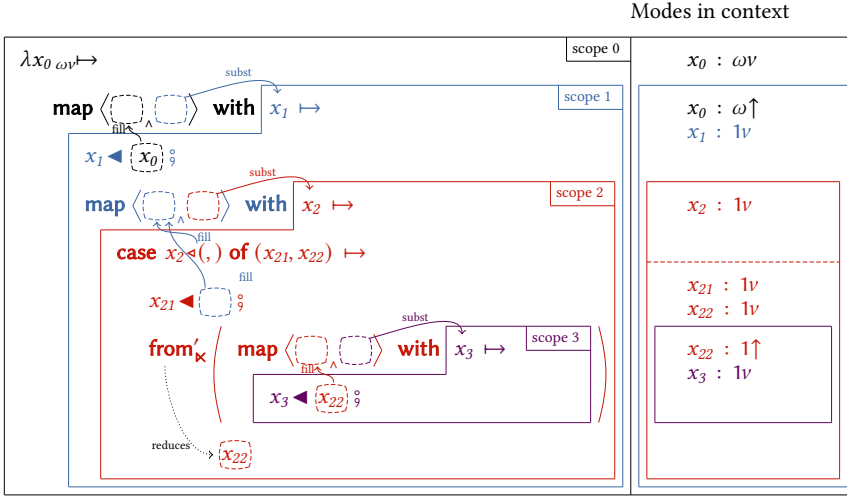 Modes in context
λx₀ ων↦ scope 0 x₀ : ων
subst
map ⟨ ^ ⟩ with x₁ ↦ scope 1 x₀ : ω↑
fill x₁ : 1ν
x₁ ◀ x₀ ⨟
subst
map ⟨ ^ ⟩ with x₂ ↦ scope 2 x₂ : 1ν
fill
case x₂ ◃(,) of (x₂₁, x₂₂) ↦
fill
x₂₁ ◀ ⨟ x₂₁ : 1ν
x₂₂ : 1ν
subst
from′⋉ ( map ⟨ ^ ⟩ with x₃ ↦ scope 3 ) x₂₂ : 1↑
fill x₃ : 1ν
x₃ ◀ x₂₂ ⨟
reduces
x₂₂